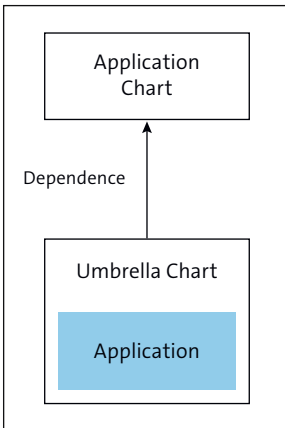 Application
Chart
Dependence
Umbrella Chart
Application